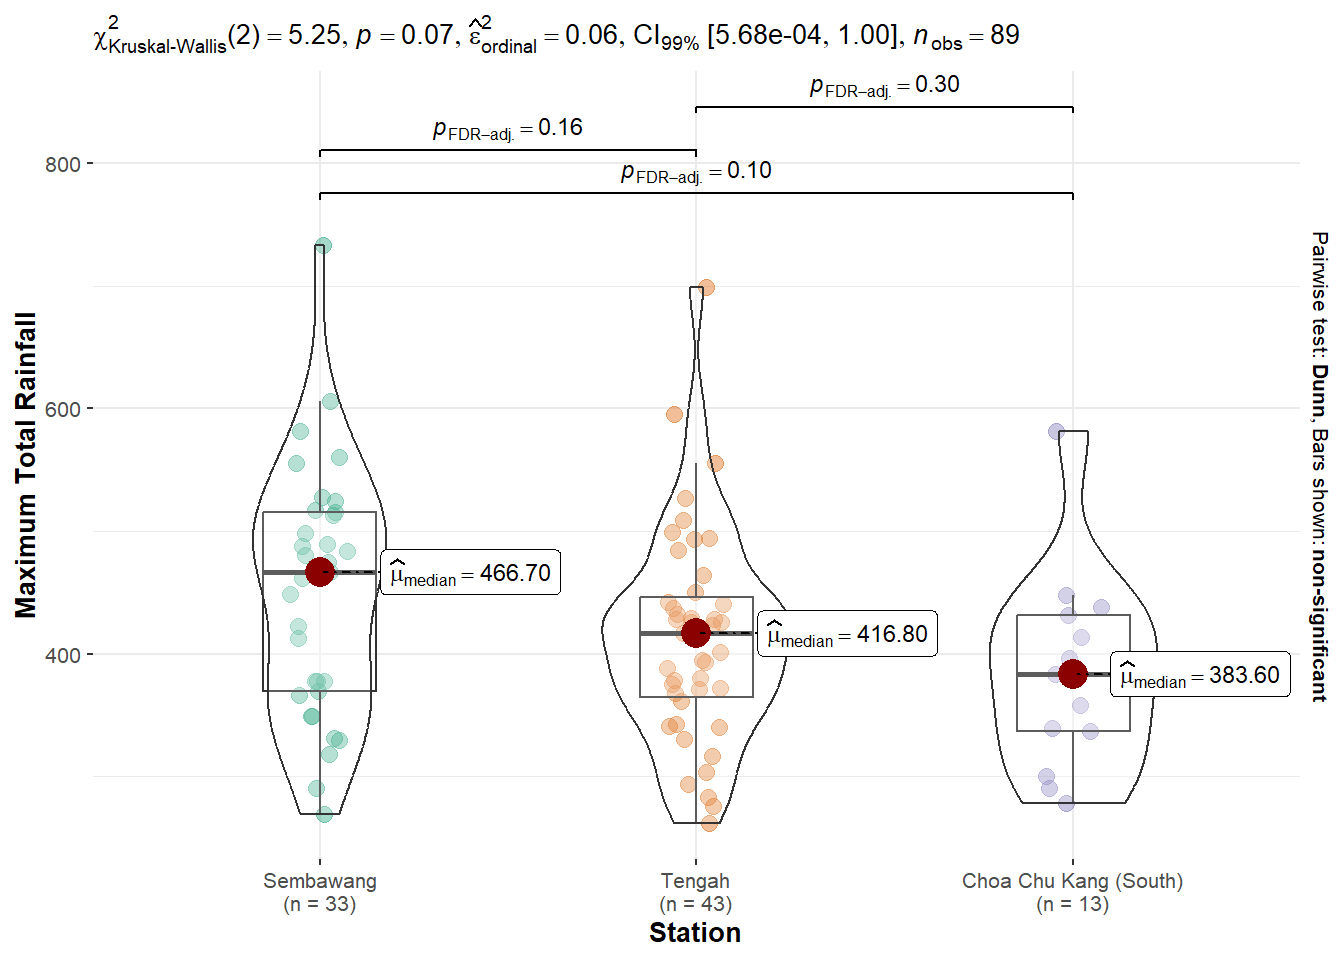 χ²Kruskal-Wallis(2) = 5.25, p = 0.07, ε̂²ordinal = 0.06, CI99% [5.68e-04, 1.00], nobs = 89
pFDR–adj. = 0.30
pFDR–adj. = 0.16
pFDR–adj. = 0.10
800
600
400
Maximum Total Rainfall
μ̂median = 466.70
μ̂median = 416.80
μ̂median = 383.60
Pairwise test: Dunn, Bars shown: non-significant
Sembawang
(n = 33)
Tengah
(n = 43)
Choa Chu Kang (South)
(n = 13)
Station